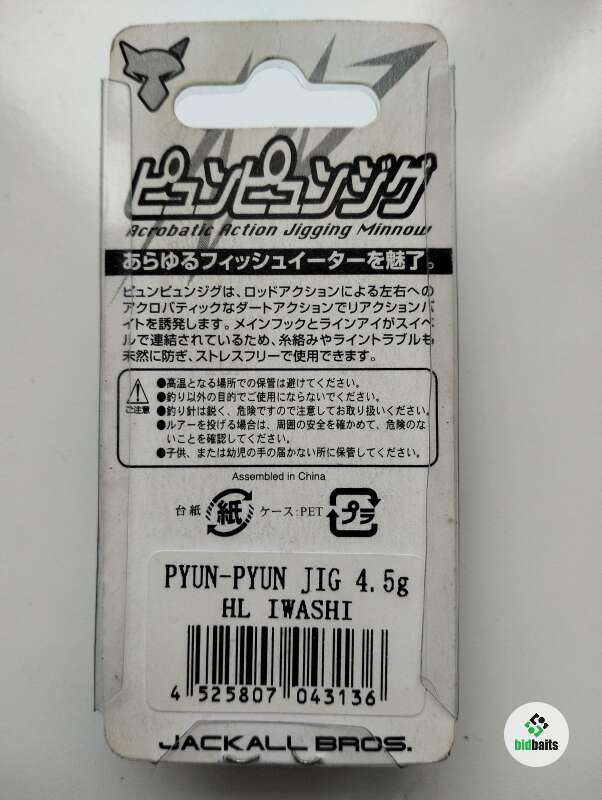 ピュンピュンジグ
Acrobatic Action Jigging Minnow
あらゆるフィッシュイーターを魅了。
ピュンピュンジグは、ロッドアクションによる左右への
アクロバティックなダートアクションでリアクションバ
イトを誘発します。メインフックとラインアイがスイベ
ルで連結されているため、糸絡みやライントラブルも
未然に防ぎ、ストレスフリーで使用できます。
ご注意
●高温となる場所での保管は避けてください。
●釣り以外の目的でご使用にならないでください。
●釣り針は鋭く、危険ですので注意してお取り扱いください。
●ルアーを投げる場合は、周囲の安全を確かめて、危険のな
いことを確認してください。
●子供、または幼児の手の届かない所に保管してください。
Assembled in China
台紙 紙 ケース:PET プラ
PYUN-PYUN JIG 4.5g
HL IWASHI
4 525807 043136
JACKALL BROS.
bidbaits